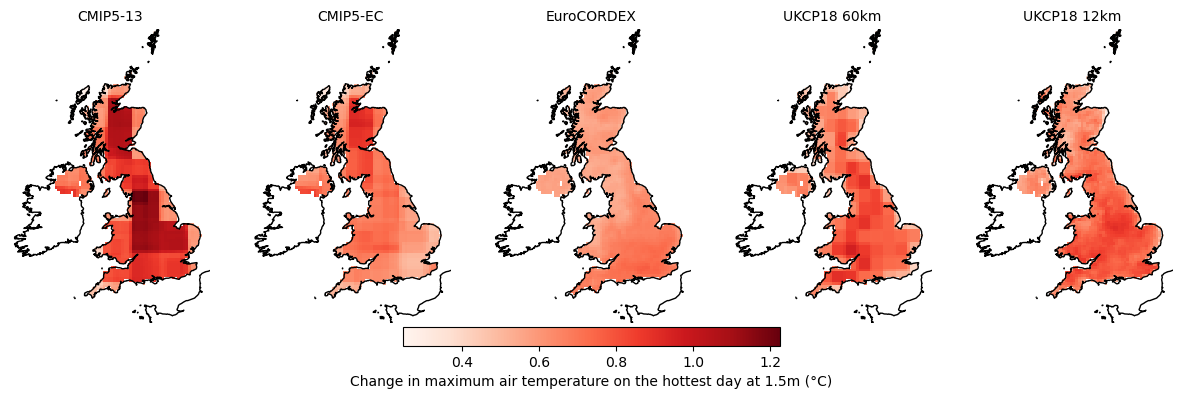 CMIP5-13
CMIP5-EC
EuroCORDEX
UKCP18 60km
UKCP18 12km
0.4
0.6
0.8
1.0
1.2
Change in maximum air temperature on the hottest day at 1.5m (°C)